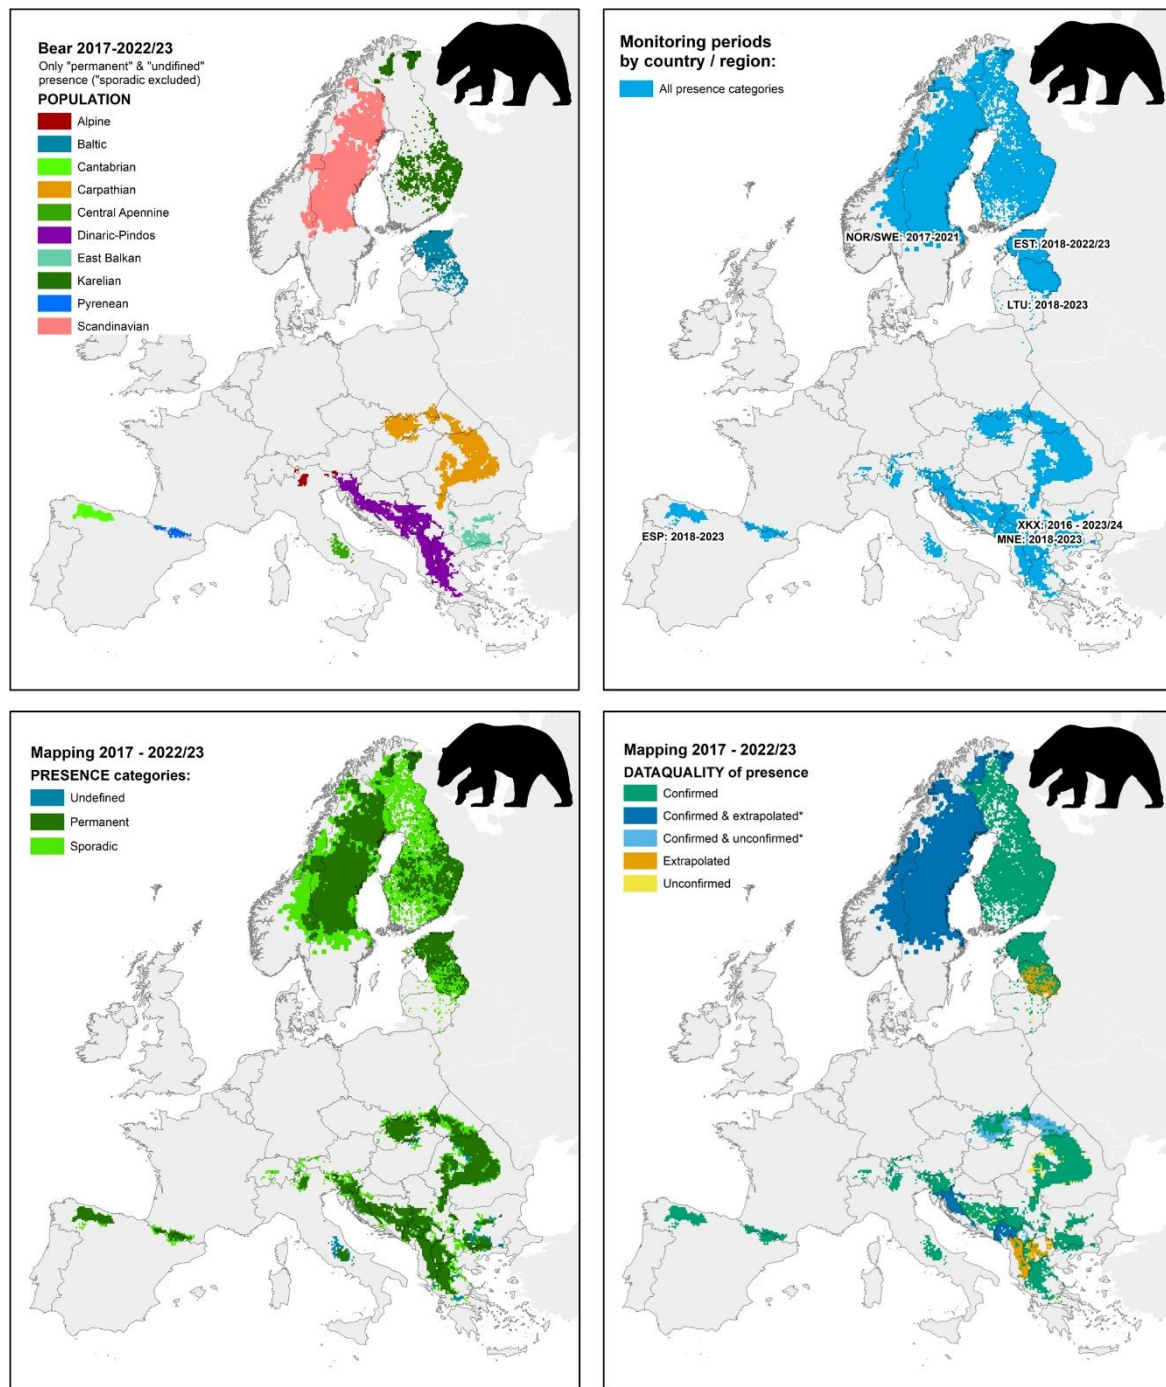 Bear 2017-2022/23
Only "permanent" & "undifined"
presence ("sporadic excluded)
POPULATION
Alpine
Baltic
Cantabrian
Carpathian
Central Apennine
Dinaric-Pindos
East Balkan
Karelian
Pyrenean
Scandinavian
Monitoring periods
by country / region:
All presence categories
NOR/SWE: 2017-2021
EST: 2018-2022/23
LTU: 2018-2023
XKX: 2016 - 2023/24
MNE: 2018-2023
ESP: 2018-2023
Mapping 2017 - 2022/23
PRESENCE categories:
Undefined
Permanent
Sporadic
Mapping 2017 - 2022/23
DATAQUALITY of presence
Confirmed
Confirmed & extrapolated*
Confirmed & unconfirmed*
Extrapolated
Unconfirmed